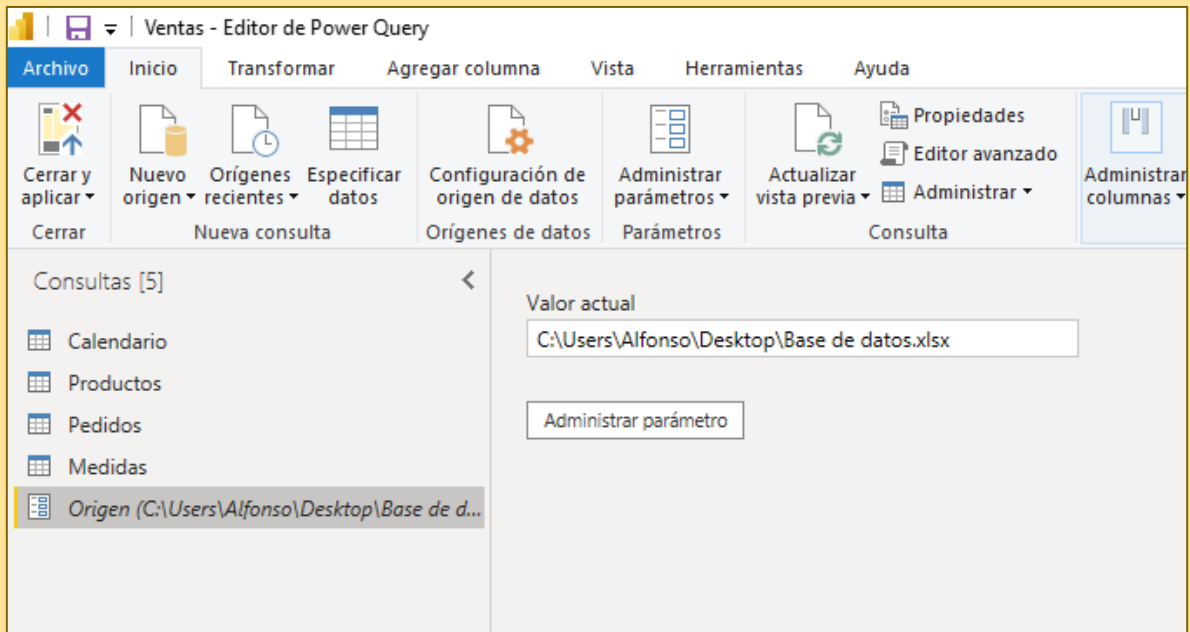 Ventas - Editor de Power Query
Archivo Inicio Transformar Agregar columna Vista Herramientas Ayuda
Cerrar y
aplicar
Nuevo
origen
Orígenes
recientes
Especificar
datos
Configuración de
origen de datos
Administrar
parámetros
Actualizar
vista previa
Propiedades
Editor avanzado
Administrar
Administrar
columnas
Cerrar
Nueva consulta
Orígenes de datos
Parámetros
Consulta
Consultas [5]
Calendario
Productos
Pedidos
Medidas
Origen (C:\Users\Alfonso\Desktop\Base de d...
Valor actual
C:\Users\Alfonso\Desktop\Base de datos.xlsx
Administrar parámetro